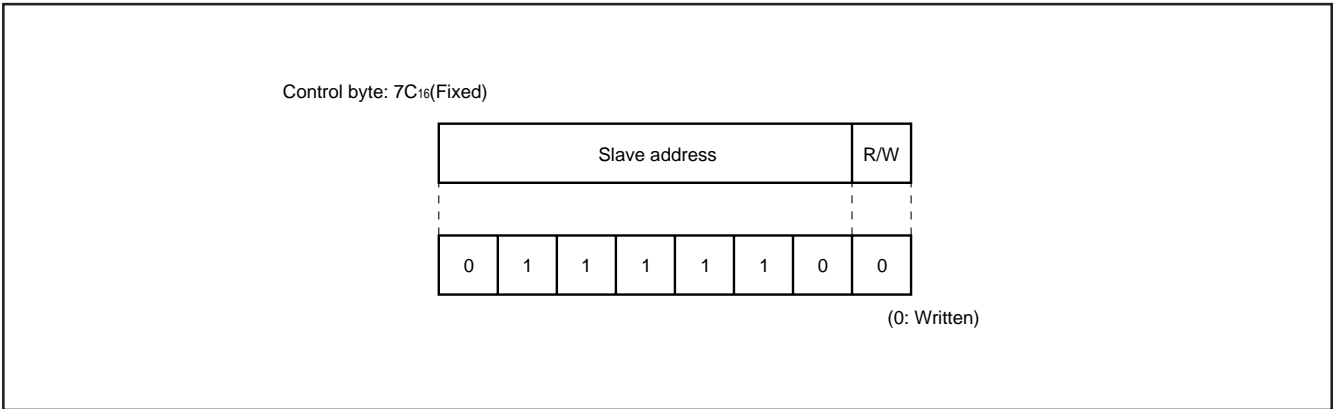 Control byte: 7C16(Fixed)
Slave address R/W
0 1 1 1 1 1 0 0
(0: Written)